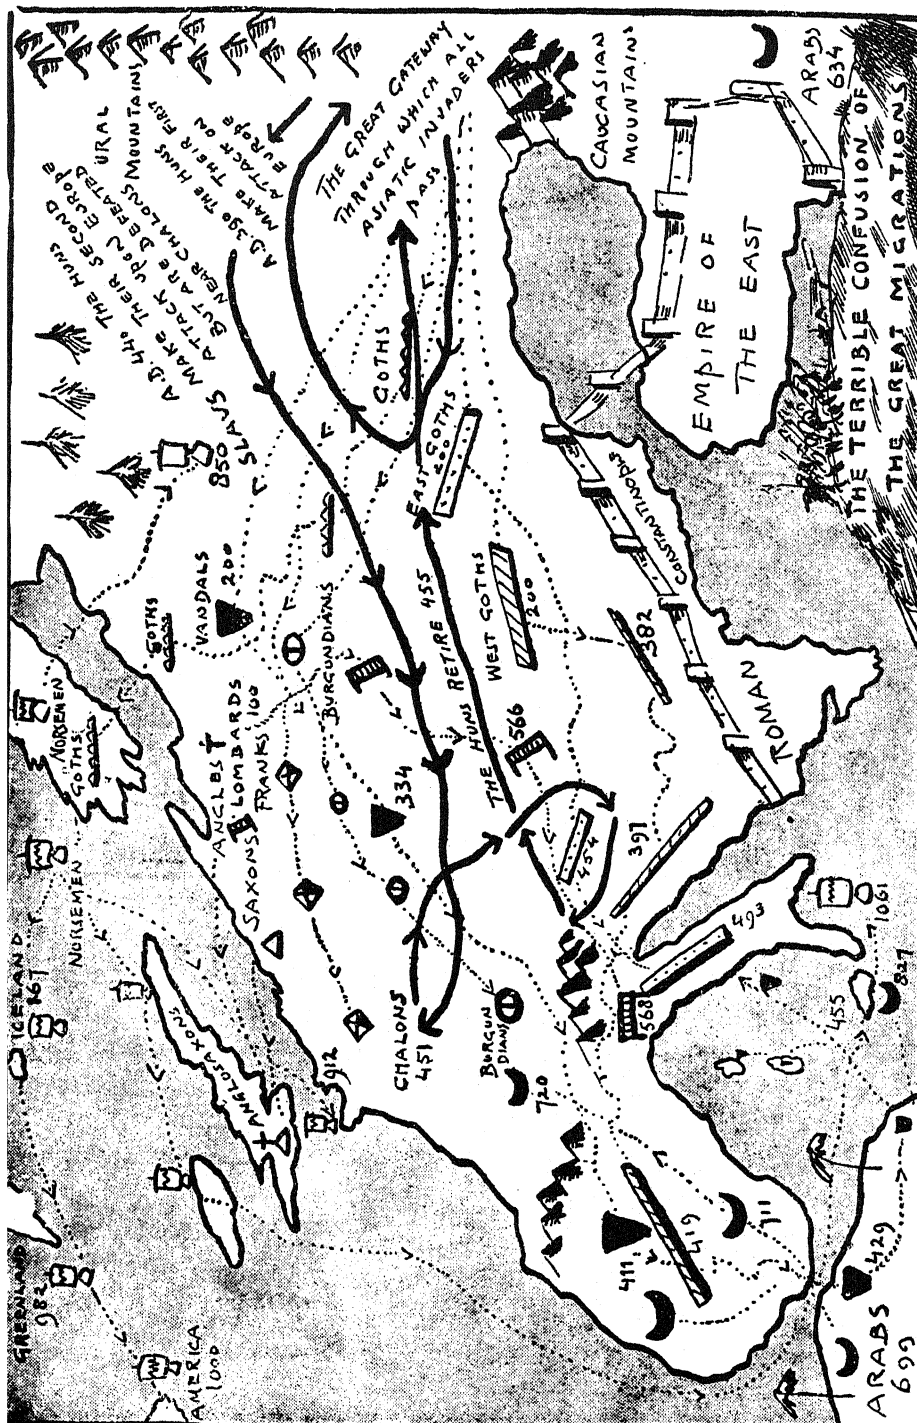 THE TERRIBLE CONFUSION OF
THE GREAT MIGRATIONS
GREENLAND
982
AMERICA
1000
ICELAND
867
NORSEMEN
NORSEMEN
GOTHS
ANGLOSAXONS
912
ANGLES
LOMBARDS
SAXONS
FRANKS 100
GOTHS
VANDALS
200
BURGUNDIANS
850
SLAVS
URAL
MOUNTAINS
A.D. 440 THE HUNS
MAKE THEIR SECOND
ATTACK UPON EUROPE
BUT ARE DEFEATED
NEAR CHALONS
A.D 390 THE HUNS FIRST
MAKE THEIR
ATTACK ON
EUROPE
THE GREAT GATEWAY
THROUGH WHICH ALL
ASIATIC INVADERS
PASS
GOTHS
EAST GOTHS
200
THE HUNS RETIRE 455
WEST GOTHS
200
334
566
CHALONS
451
BURGUN
DIANS
720
454
397
382
CONSTANTINOPLE
ROMAN
EMPIRE OF
THE EAST
CAUCASIAN
MOUNTAINS
ARABS
634
493
568
1061
827
455
411
419
711
429
ARABS
699